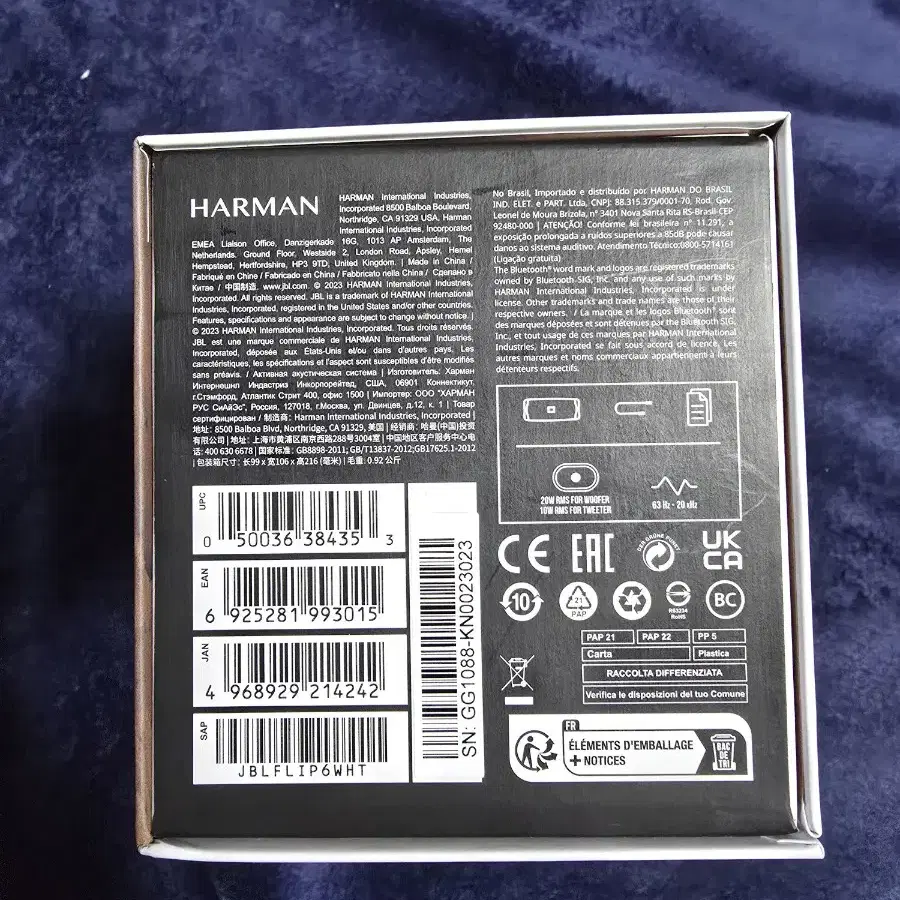 HARMAN
HARMAN International Industries,
Incorporated 8500 Balboa Boulevard,
Northridge, CA 91329 USA, Harman
International Industries, Incorporated
EMEA Liaison Office, Danzigerkade 16G, 1013 AP Amsterdam, The
Netherlands. Ground Floor, Westside 2, London Road, Apsley, Hemel
Hempstead, Hertfordshire, HP3 9TD, United Kingdom. | Made in China /
Fabriqué en Chine / Fabricado en China / Fabbricato nella China / Сделано в
Китае / 中国制造. www.jbl.com © 2023 HARMAN International Industries,
Incorporated. All rights reserved. JBL is a trademark of HARMAN International
Industries, Incorporated, registered in the United States and/or other countries.
Features, specifications and appearance are subject to change without notice. |
© 2023 HARMAN International Industries, Incorporated. Tous droits réservés.
JBL est une marque commerciale de HARMAN International Industries,
Incorporated, déposée aux États-Unis et/ou dans d'autres pays. Les
caractéristiques, les spécifications et l'aspect sont susceptibles d'être modifiés
sans préavis. / Активная акустическая система | Изготовитель: Харман
Интернешнл Индастриз Инкорпорейтед, США, 06901 Коннектикут,
г.Стэмфорд, Атлантик Стрит 400, офис 1500 | Импортер: ООО "ХАРМАН
РУС СиАйЭс", Россия, 127018, г.Москва, ул. Двинцев, д.12, к. 1 | Товар
сертифицирован / 制造商: Harman International Industries, Incorporated |
地址: 8500 Balboa Blvd, Northridge, CA 91329, 美国 | 经销商: 哈曼(中国)投资
有限公司 | 地址: 上海市黄浦区南京西路288号3004室 | 中国地区客户服务中心电
话: 400 630 6678 | 国家标准: GB8898-2011; GB/T13837-2012;GB17625.1-2012
| 包装箱尺寸: 长99 x 宽106 x 高216 (毫米) | 毛重: 0.92 公斤
No Brasil, Importado e distribuído por HARMAN DO BRASIL
IND. ELET. e PART. Ltda, CNPJ: 88.315.379/0001-70, Rod. Gov.
Leonel de Moura Brizola, n° 3401 Nova Santa Rita RS-Brasil-CEP
92480-000 | ATENÇÃO! Conforme lei brasileira n° 11.291, a
exposição prolongada a ruídos superiores a 85dB pode causar
danos ao sistema auditivo. Atendimento Técnico:0800-5714161
(Ligação gratuita)
The Bluetooth® word mark and logos are registered trademarks
owned by Bluetooth SIG, Inc. and any use of such marks by
HARMAN International Industries, Incorporated is under
license. Other trademarks and trade names are those of their
respective owners. / La marque et les logos Bluetooth® sont
des marques déposées et sont détenues par the Bluetooth SIG,
Inc., et tout usage de ces marques par HARMAN International
Industries, Incorporated se fait sous accord de licence. Les
autres marques et noms commerciaux appartiennent à leurs
détenteurs respectifs.
20W RMS FOR WOOFER
10W RMS FOR TWEETER
63 Hz - 20 kHz
UPC
0 50036 38435 3
EAN
6 925281 993015
JAN
4 968929 214242
SAP
JBLFLIP6WHT
SN: GG1088-KN0023023
CE
EAC
DER GRÜNE PUNKT
UK
CA
10
21
PAP
R63234
RoHS
BC
PAP 21
PAP 22
PP 5
Carta
Plastica
RACCOLTA DIFFERENZIATA
Verifica le disposizioni del tuo Comune
FR
ÉLÉMENTS D'EMBALLAGE
+ NOTICES
BAC
DE
TRI